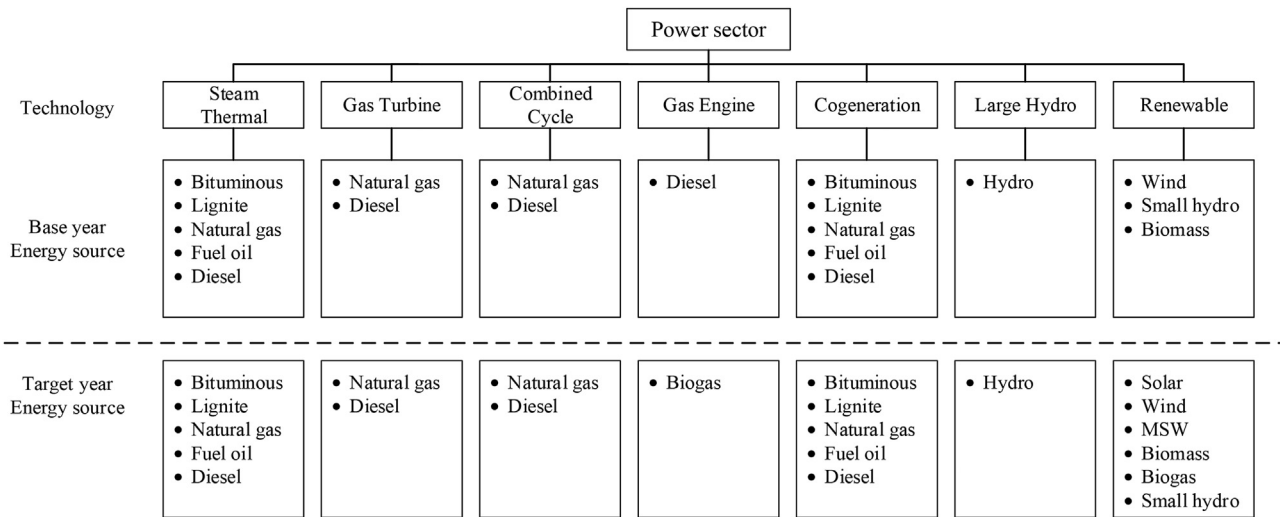 Power sector
Technology
Steam
Thermal
Gas Turbine
Combined
Cycle
Gas Engine
Cogeneration
Large Hydro
Renewable
Base year
Energy source
• Bituminous
• Lignite
• Natural gas
• Fuel oil
• Diesel
• Natural gas
• Diesel
• Natural gas
• Diesel
• Diesel
• Bituminous
• Lignite
• Natural gas
• Fuel oil
• Diesel
• Hydro
• Wind
• Small hydro
• Biomass
Target year
Energy source
• Bituminous
• Lignite
• Natural gas
• Fuel oil
• Diesel
• Natural gas
• Diesel
• Natural gas
• Diesel
• Biogas
• Bituminous
• Lignite
• Natural gas
• Fuel oil
• Diesel
• Hydro
• Solar
• Wind
• MSW
• Biomass
• Biogas
• Small hydro